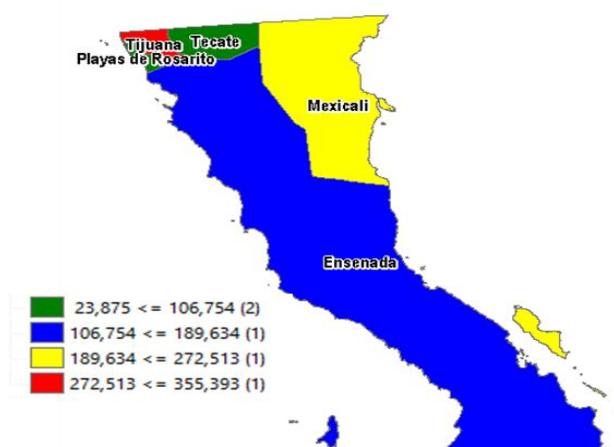 Tijuana
Tecate
Playas de Rosarito
Mexicali
Ensenada
23,875 <= 106,754 (2)
106,754 <= 189,634 (1)
189,634 <= 272,513 (1)
272,513 <= 355,393 (1)